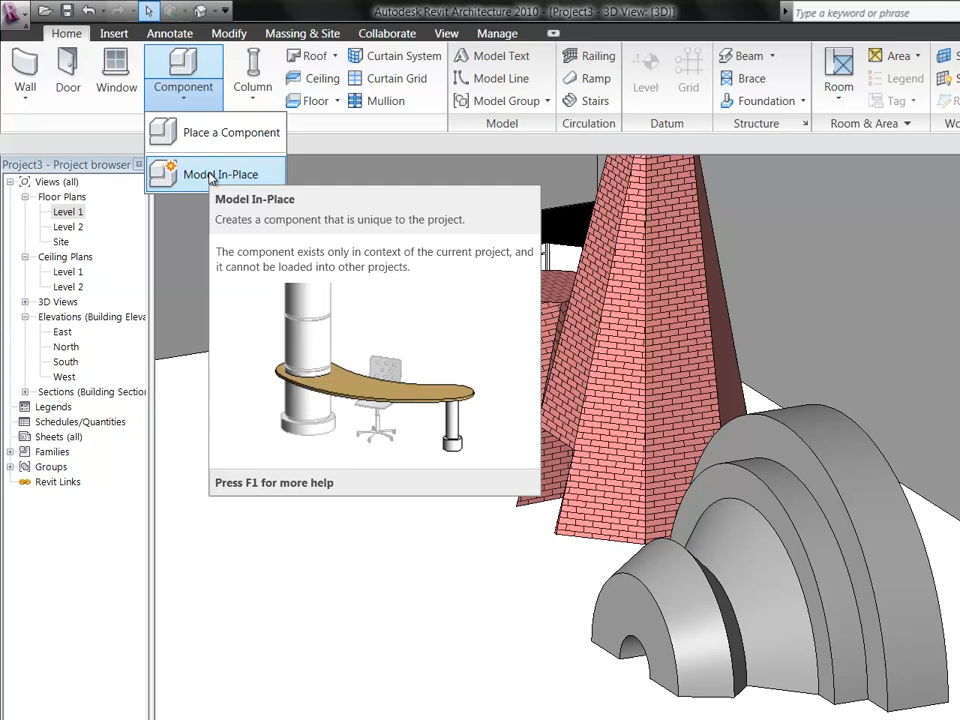 Autodesk Revit Architecture 2010 - [Project3 - 3D View: {3D}]
Type a keyword or phrase
Home Insert Annotate Modify Massing & Site Collaborate View Manage
Wall Door Window Component Column
Roof Curtain System
Ceiling Curtain Grid
Floor Mullion
Model Text
Model Line
Model Group
Model
Railing
Ramp
Stairs
Circulation
Level Grid
Datum
Beam
Brace
Foundation
Structure
Room
Area
Legend
Tag
Room & Area
Place a Component
Model In-Place
Project3 - Project browser
Views (all)
Floor Plans
Level 1
Level 2
Site
Ceiling Plans
Level 1
Level 2
3D Views
Elevations (Building Eleva
East
North
South
West
Sections (Building Sectio
Legends
Schedules/Quantities
Sheets (all)
Families
Groups
Revit Links
Model In-Place
Creates a component that is unique to the project.
The component exists only in context of the current project, and
it cannot be loaded into other projects.
Press F1 for more help